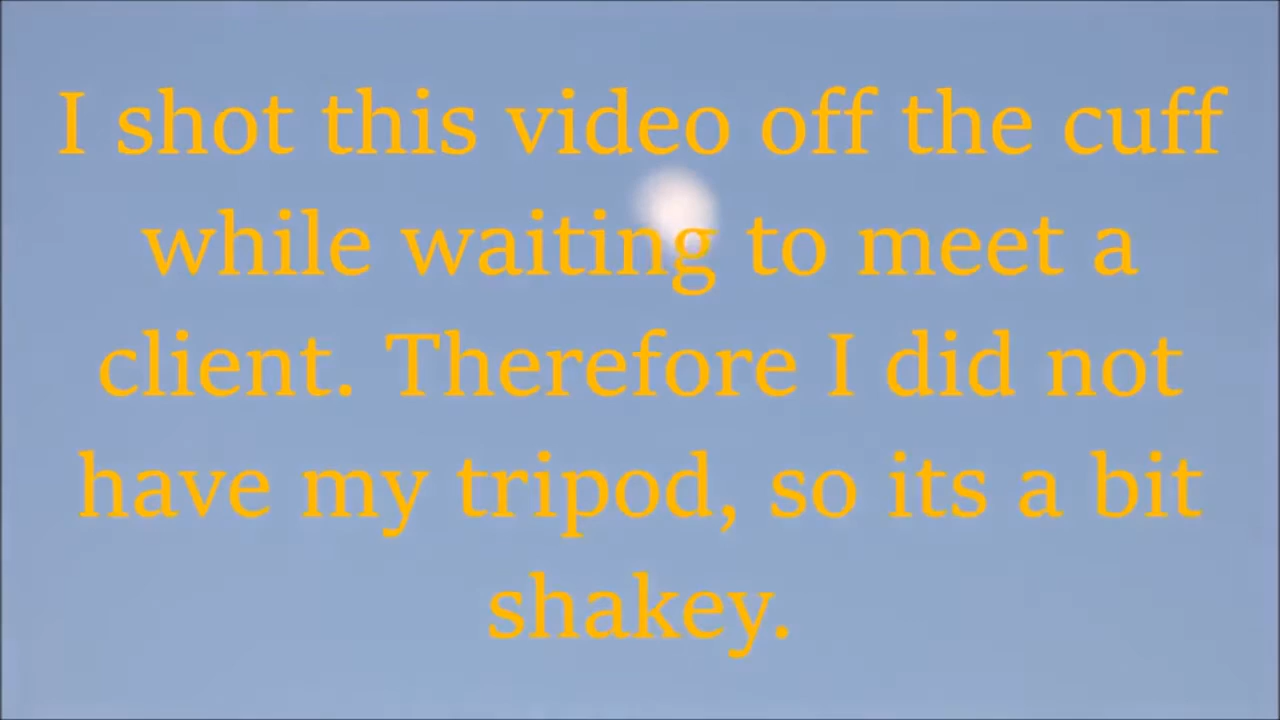 I shot this video off the cuff
while waiting to meet a
client. Therefore I did not
have my tripod, so its a bit
shakey.